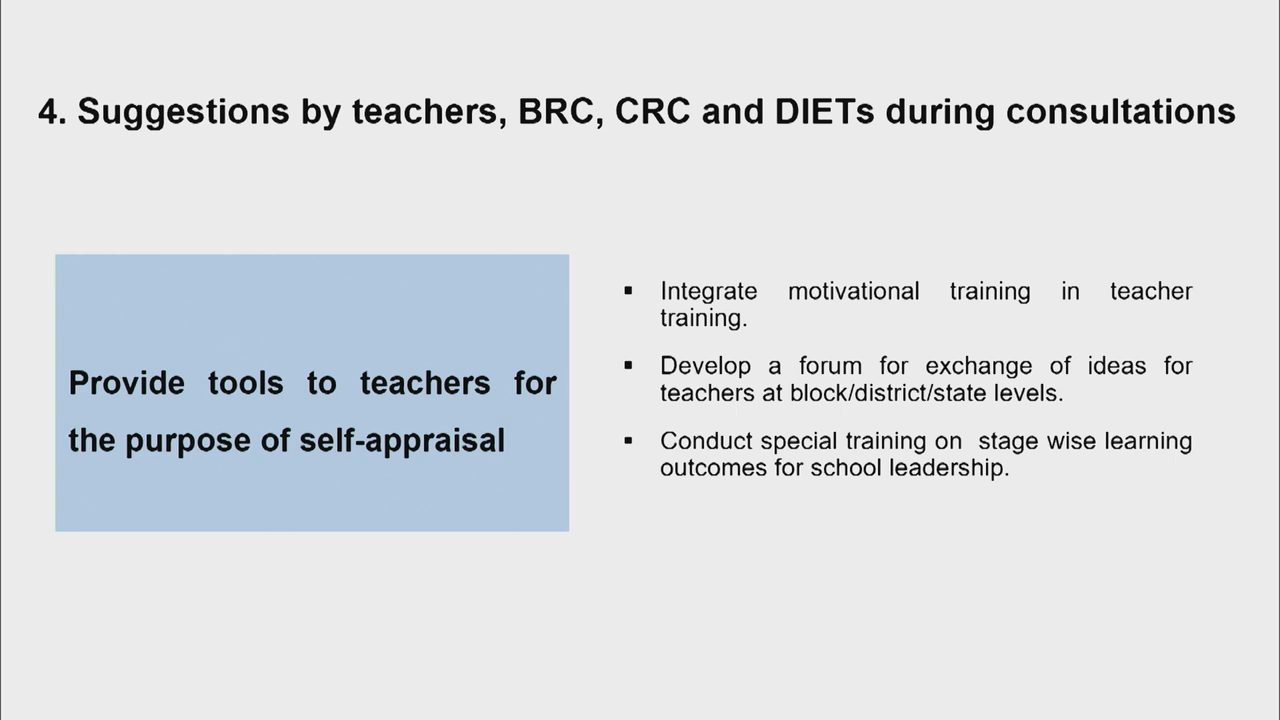 4. Suggestions by teachers, BRC, CRC and DIETs during consultations
Provide tools to teachers for
the purpose of self-appraisal
▪ Integrate motivational training in teacher
training.
▪ Develop a forum for exchange of ideas for
teachers at block/district/state levels.
▪ Conduct special training on stage wise learning
outcomes for school leadership.